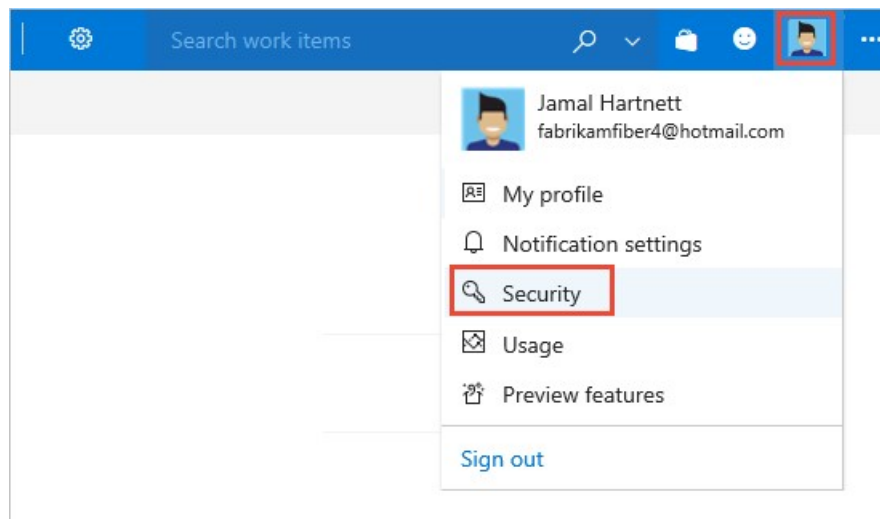 Search work items
Jamal Hartnett
fabrikamfiber4@hotmail.com
My profile
Notification settings
Security
Usage
Preview features
Sign out